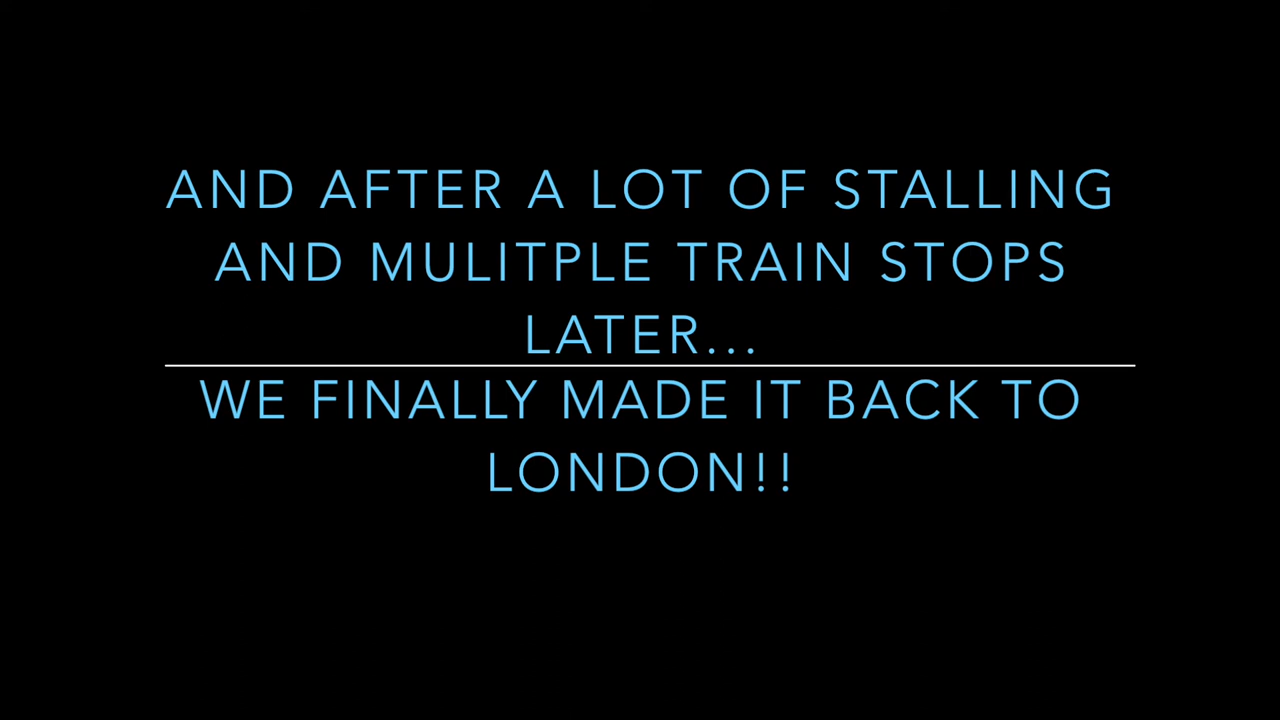 AND AFTER A LOT OF STALLING
AND MULITPLE TRAIN STOPS
LATER...
WE FINALLY MADE IT BACK TO
LONDON!!